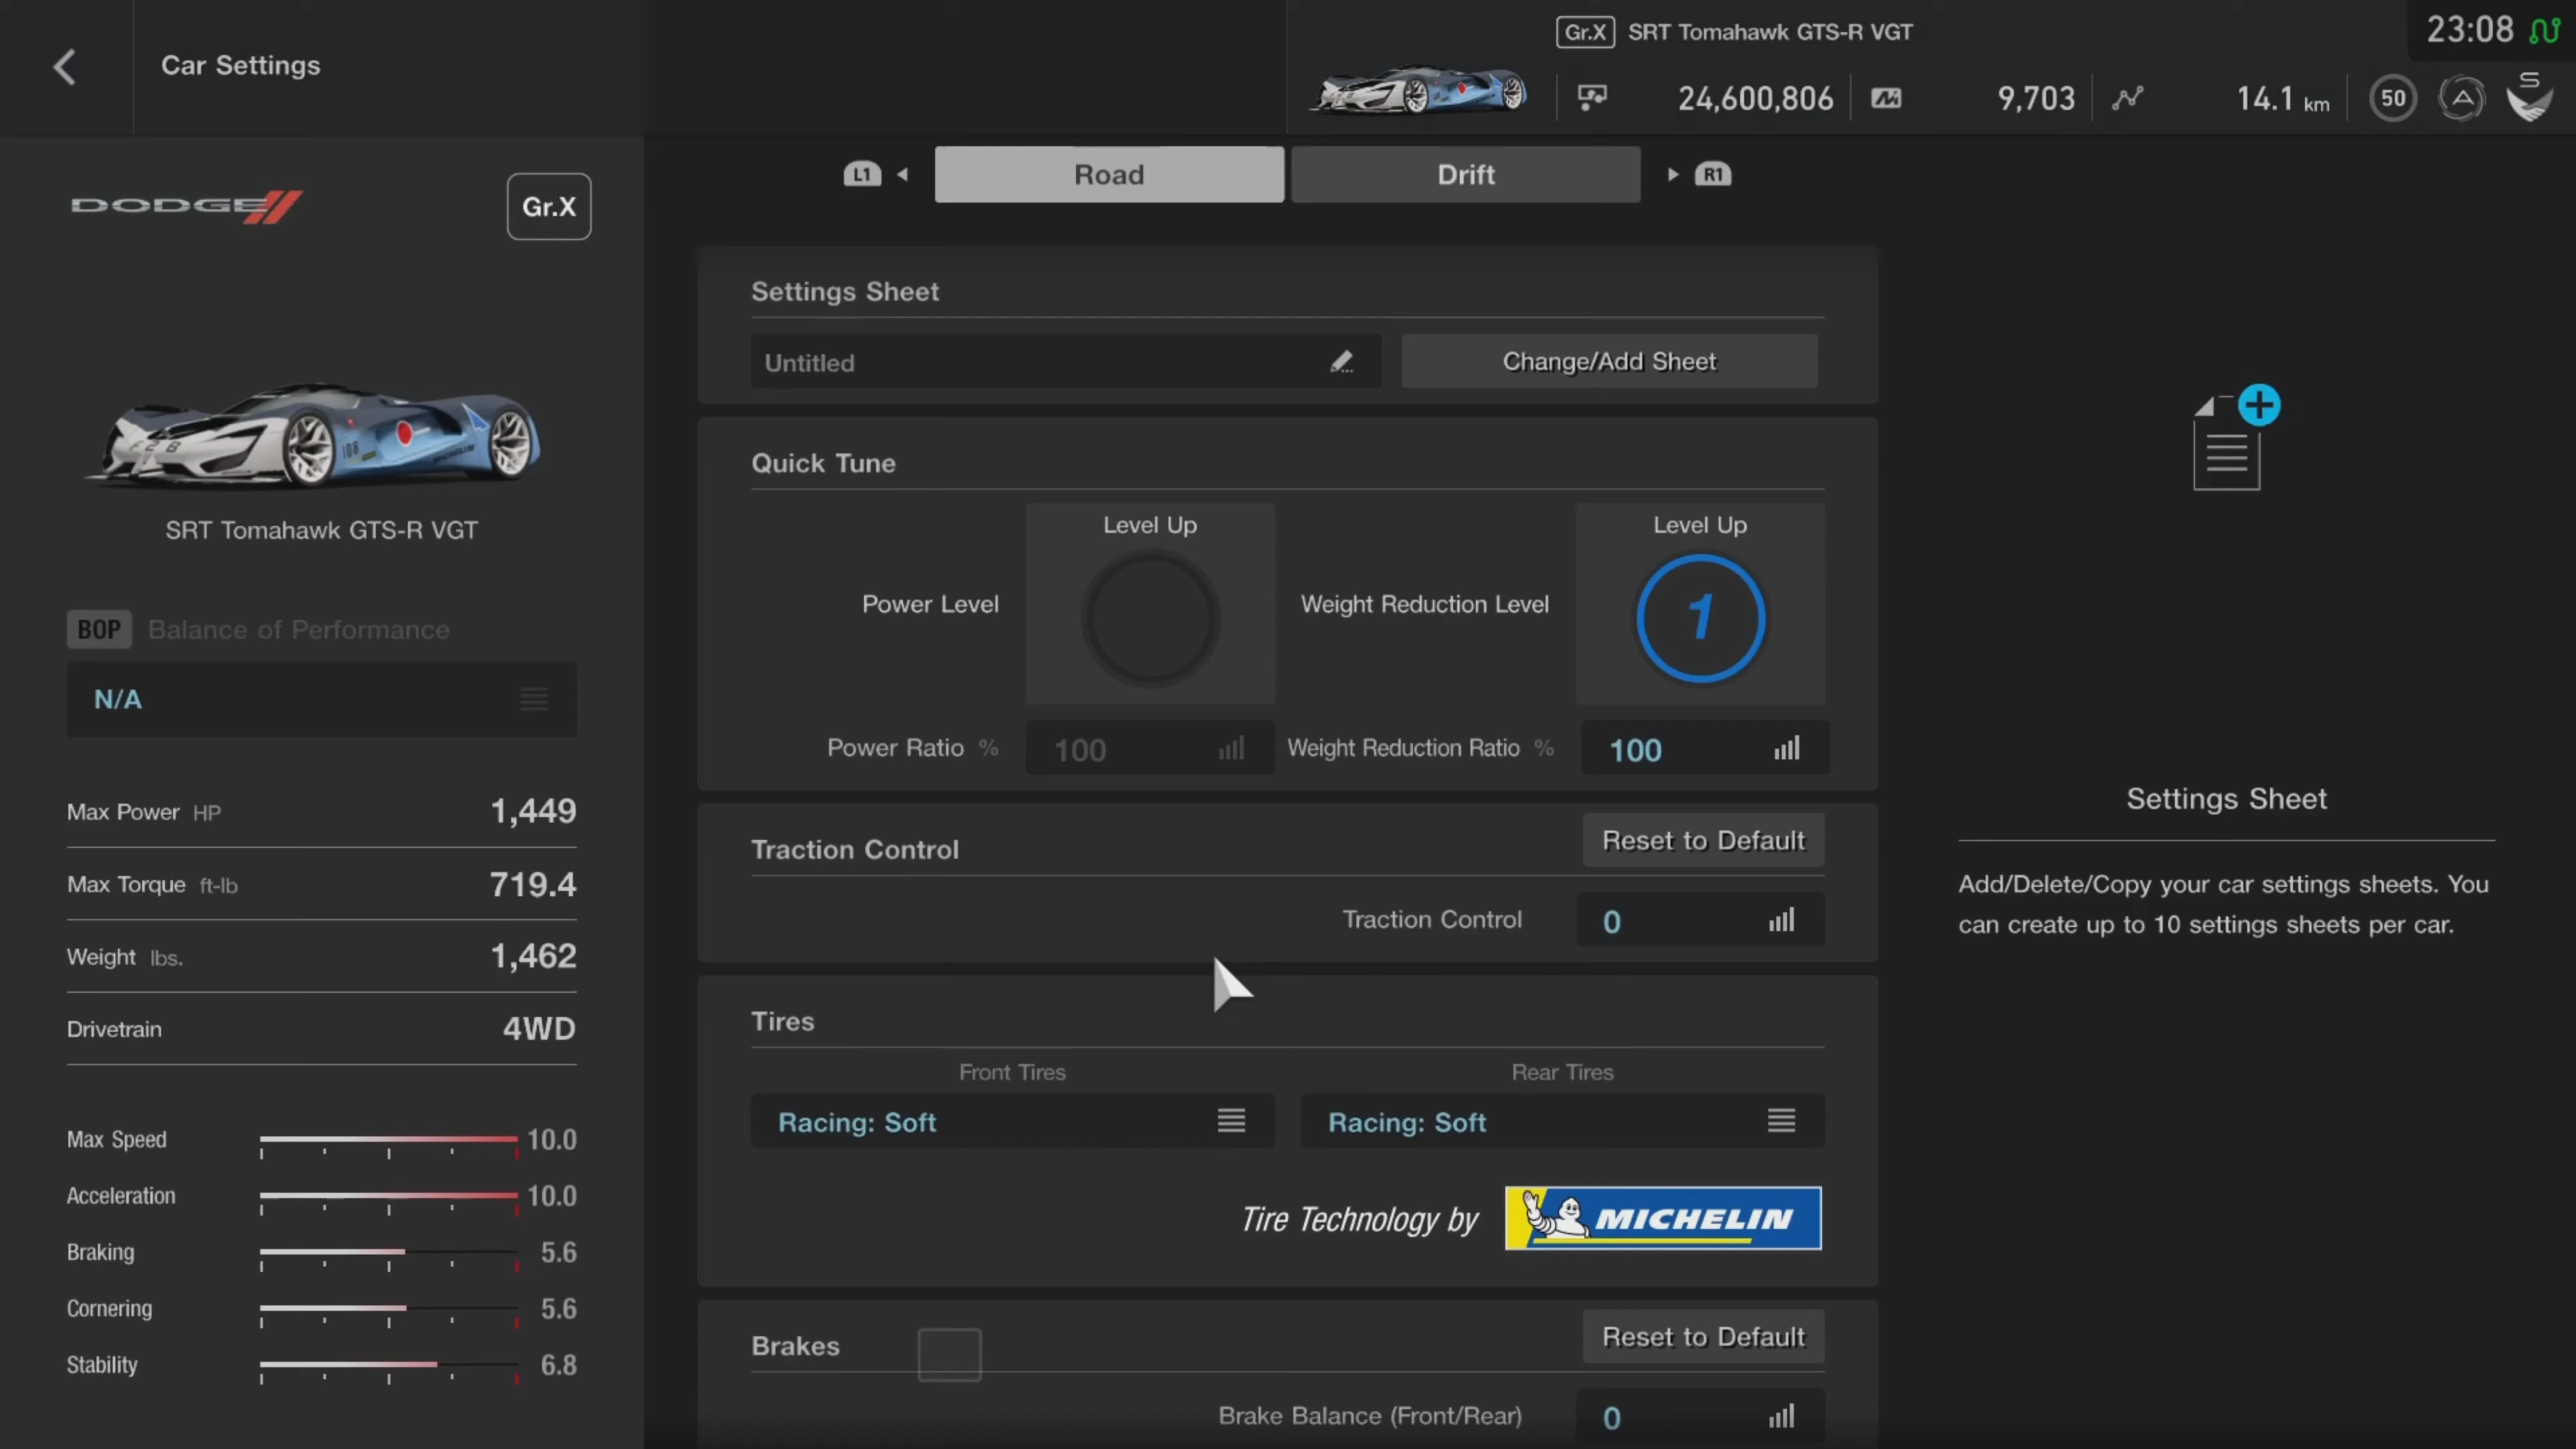 Car Settings
Gr.X SRT Tomahawk GTS-R VGT
23:08
24,600,806
9,703
14.1 km
50
A
S
L1
Road
Drift
R1
DODGE
Gr.X
SRT Tomahawk GTS-R VGT
BOP Balance of Performance
N/A
Max Power HP 1,449
Max Torque ft-lb 719.4
Weight lbs. 1,462
Drivetrain 4WD
Max Speed 10.0
Acceleration 10.0
Braking 5.6
Cornering 5.6
Stability 6.8
Settings Sheet
Untitled
Change/Add Sheet
Quick Tune
Level Up
Level Up
Power Level
Weight Reduction Level
1
Power Ratio % 100
Weight Reduction Ratio % 100
Traction Control
Reset to Default
Traction Control 0
Tires
Front Tires
Rear Tires
Racing: Soft
Racing: Soft
Tire Technology by MICHELIN
Brakes
Reset to Default
Brake Balance (Front/Rear) 0
Settings Sheet
Add/Delete/Copy your car settings sheets. You
can create up to 10 settings sheets per car.